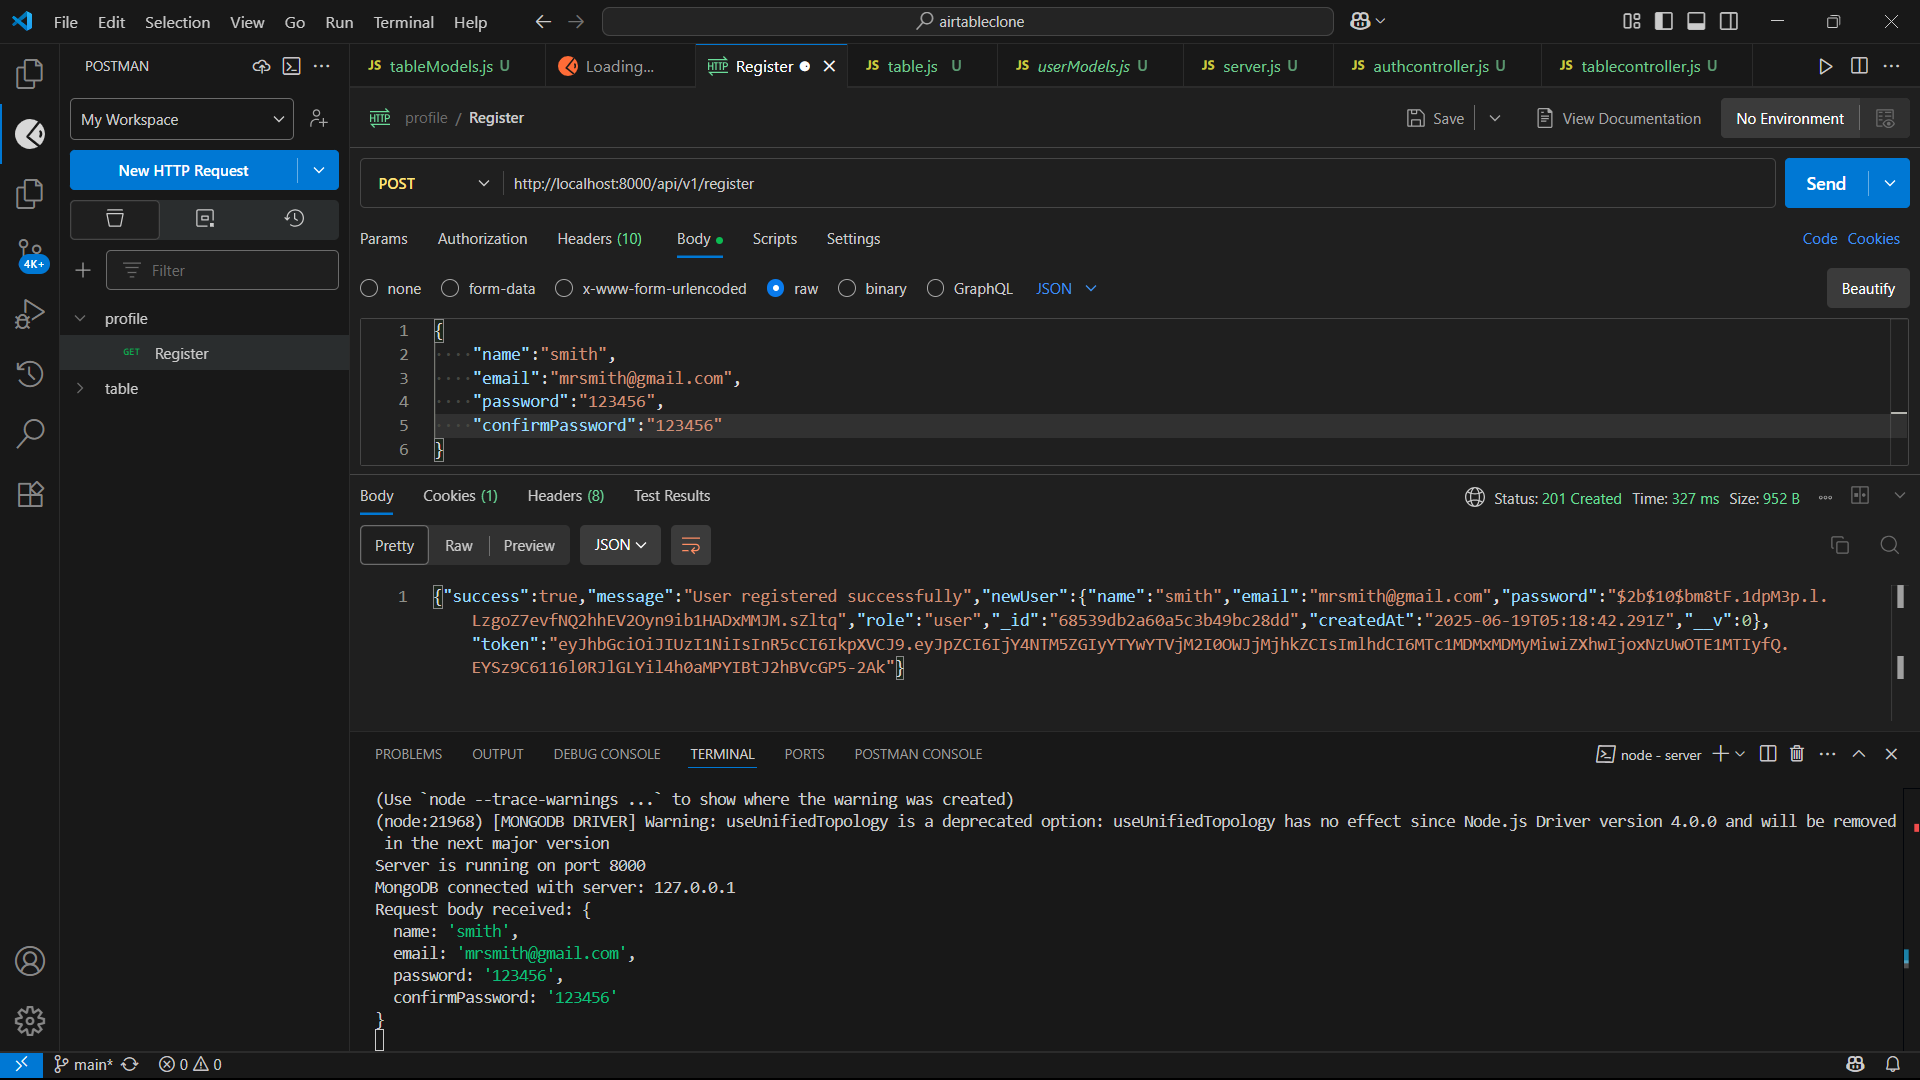 File Edit Selection View Go Run Terminal Help
airtableclone
POSTMAN
JS tableModels.js U
Loading...
HTTP Register
JS table.js U
JS userModels.js U
JS server.js U
JS authcontroller.js U
JS tablecontroller.js U
My Workspace
HTTP profile / Register
Save
View Documentation
No Environment
New HTTP Request
POST
http://localhost:8000/api/v1/register
Send
Params Authorization Headers (10) Body Scripts Settings
Code Cookies
4K+
Filter
none form-data x-www-form-urlencoded raw binary GraphQL JSON
Beautify
profile
GET Register
table
1 {
2 ····"name":"smith",
3 ····"email":"mrsmith@gmail.com",
4 ····"password":"123456",
5 ····"confirmPassword":"123456"
6 }
Body Cookies (1) Headers (8) Test Results
Status: 201 Created Time: 327 ms Size: 952 B
Pretty Raw Preview JSON
1 {"success":true,"message":"User registered successfully","newUser":{"name":"smith","email":"mrsmith@gmail.com","password":"$2b$10$bm8tF.1dpM3p.l.
LzgoZ7evfNQ2hhEV2Oyn9ib1HADxMMJM.sZltq","role":"user","_id":"68539db2a60a5c3b49bc28dd","createdAt":"2025-06-19T05:18:42.291Z","__v":0},
"token":"eyJhbGciOiJIUzI1NiIsInR5cCI6IkpXVCJ9.eyJpZCI6IjY4NTM5ZGIyYTYwYTVjM2I0OWJjMjhkZCIsImlhdCI6MTc1MDMxMDMyMiwiZXhwIjoxNzUwOTE1MTIyfQ.
EYSz9C6116l0RJlGLYil4h0aMPYIBtJ2hBVcGP5-2Ak"}
PROBLEMS OUTPUT DEBUG CONSOLE TERMINAL PORTS POSTMAN CONSOLE
node - server
(Use `node --trace-warnings ...` to show where the warning was created)
(node:21968) [MONGODB DRIVER] Warning: useUnifiedTopology is a deprecated option: useUnifiedTopology has no effect since Node.js Driver version 4.0.0 and will be removed
in the next major version
Server is running on port 8000
MongoDB connected with server: 127.0.0.1
Request body received: {
name: 'smith',
email: 'mrsmith@gmail.com',
password: '123456',
confirmPassword: '123456'
}
main* 0 0